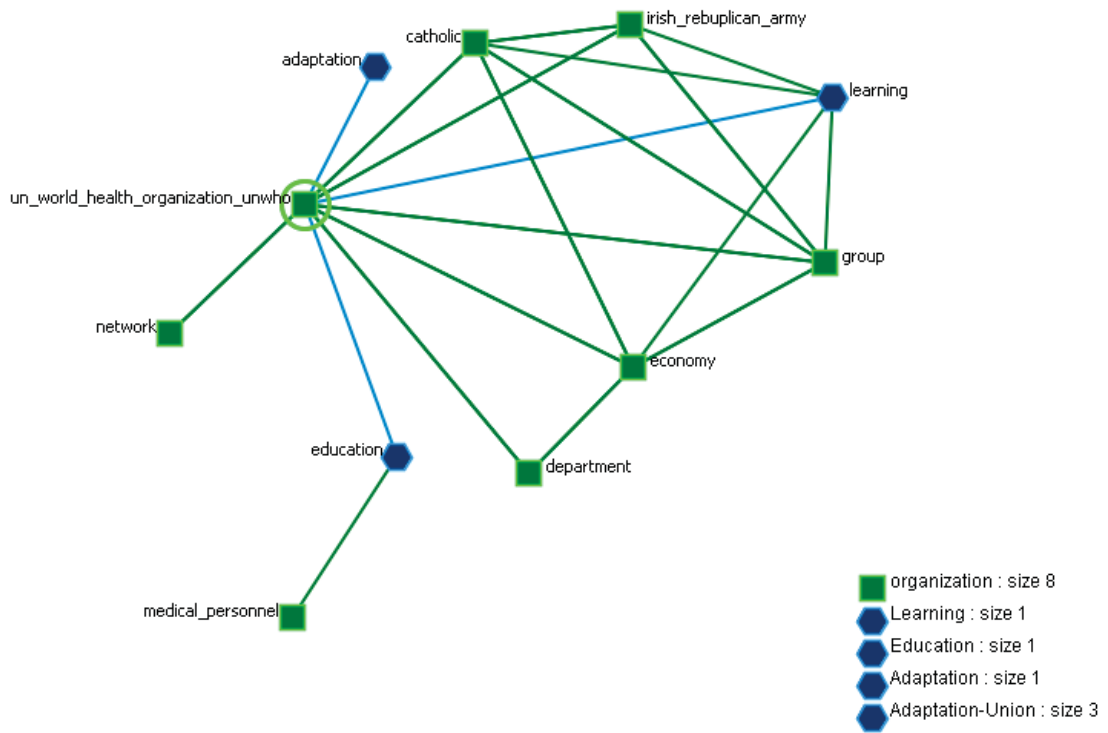 irish_rebuplican_army
catholic
adaptation
learning
un_world_health_organization_unwho
group
network
economy
education
department
medical_personnel
organization : size 8
Learning : size 1
Education : size 1
Adaptation : size 1
Adaptation-Union : size 3